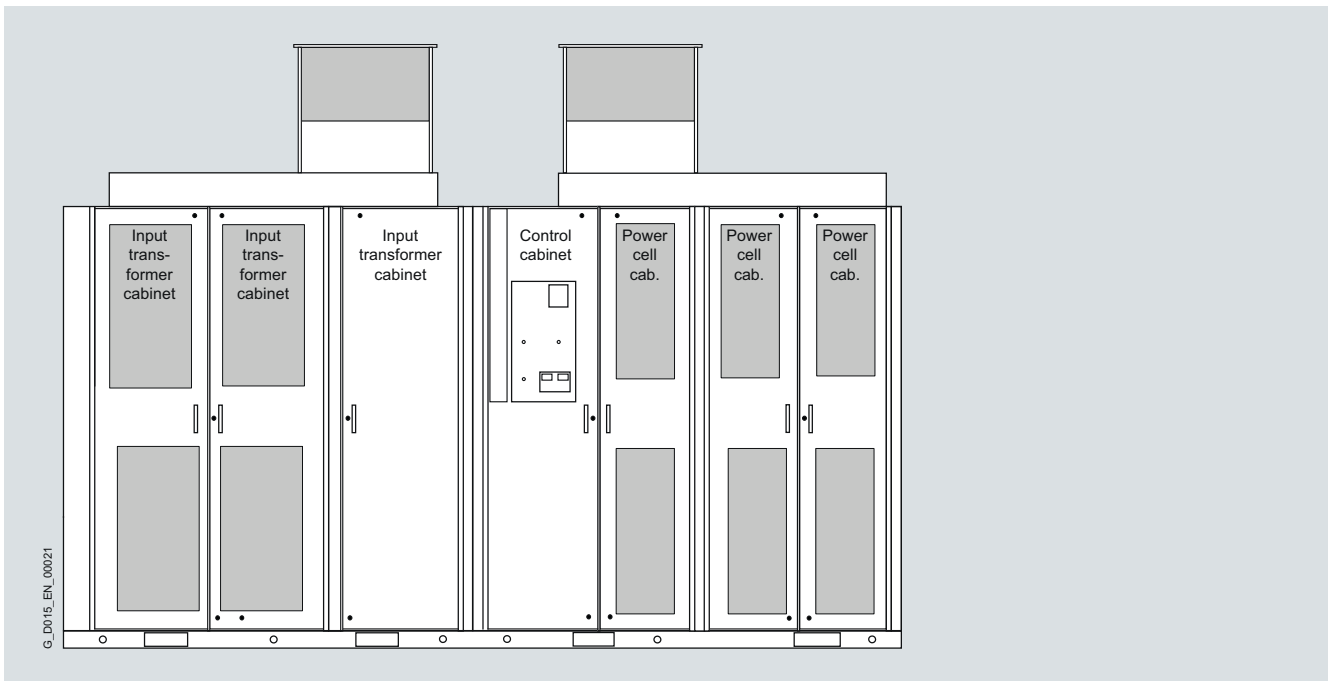 Input
trans-
former
cabinet
Input
trans-
former
cabinet
Input
transformer
cabinet
Control
cabinet
Power
cell
cab.
Power
cell
cab.
Power
cell
cab.
G_D015_EN_00021